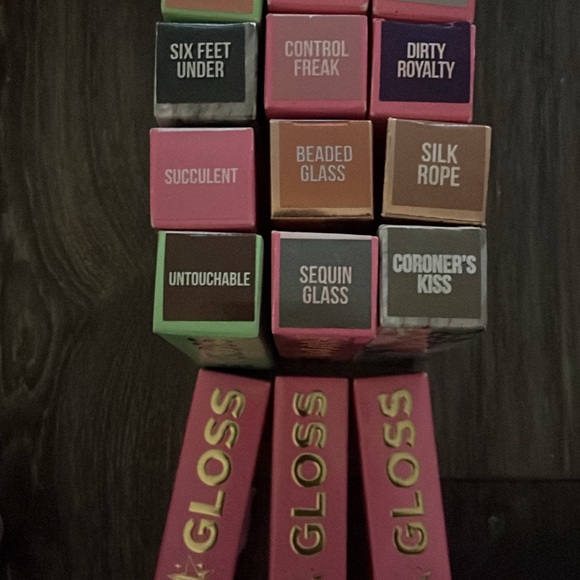 SIX FEET
UNDER
CONTROL
FREAK
DIRTY
ROYALTY
SUCCULENT
BEADED
GLASS
SILK
ROPE
UNTOUCHABLE
SEQUIN
GLASS
CORONER'S
KISS
GLOSS
GLOSS
GLOSS